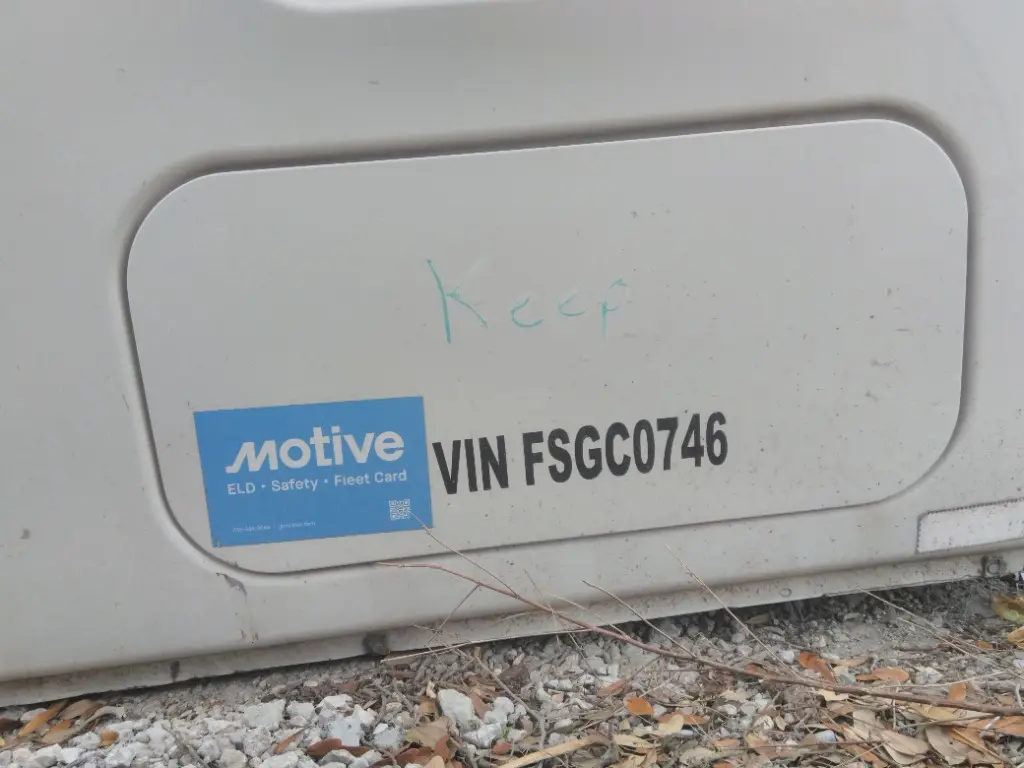 Keep
Motive
ELD · Safety · Fleet Card
VIN FSGC0746